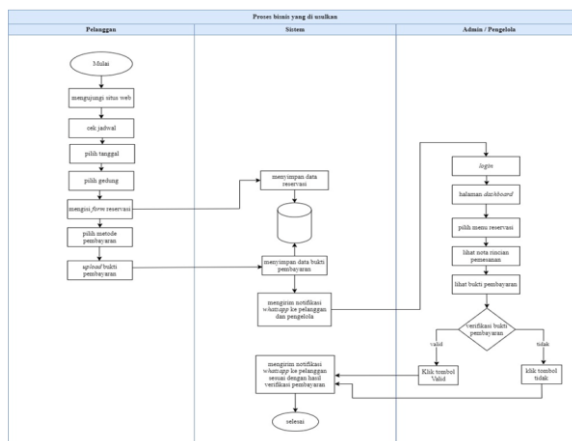 Proses bisnis yang di usulkan
Pelanggan
Sistem
Admin / Pengelola
Mulai
mengujungi situs web
cek jadwal
pilih tanggal
pilih gedung
mengisi form reservasi
pilih metode
pembayaran
upload bukti
pembayaran
menyimpan data
reservasi
menyimpan data bukti
pembayaran
mengirim notifikasi
whatsapp ke pelanggan
dan pengelola
login
halaman dashboard
pilih menu reservasi
lihat nota rincian
pemesanan
lihat bukti pembayaran
verifikasi bukti
pembayaran
valid
tidak
Klik tombol
Valid
klik tombol
tidak
mengirim notifikasi
whatsapp ke pelanggan
sesuai dengan hasil
verifikasi pembayaran
selesai